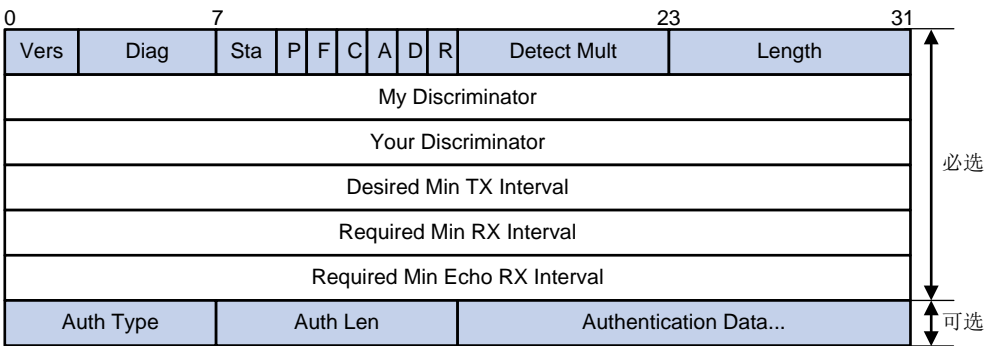 0 7 23 31
Vers Diag Sta P F C A D R Detect Mult Length
My Discriminator
Your Discriminator
必选
Desired Min TX Interval
Required Min RX Interval
Required Min Echo RX Interval
Auth Type Auth Len Authentication Data... 可选